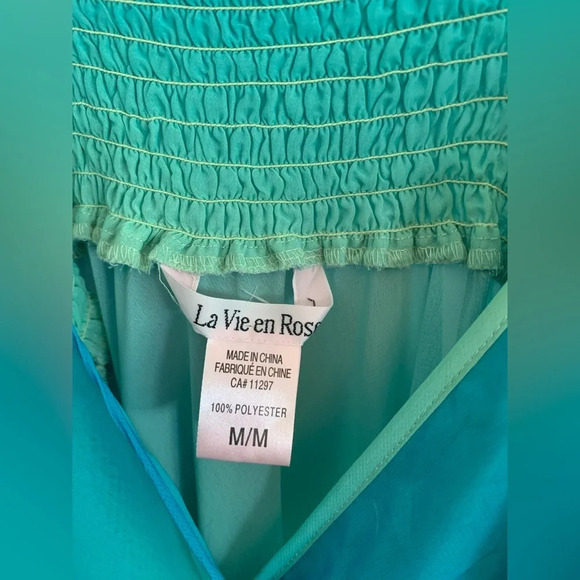 La Vie en Rose
MADE IN CHINA
FABRIQUÉ EN CHINE
CA# 11297
100% POLYESTER
M/M